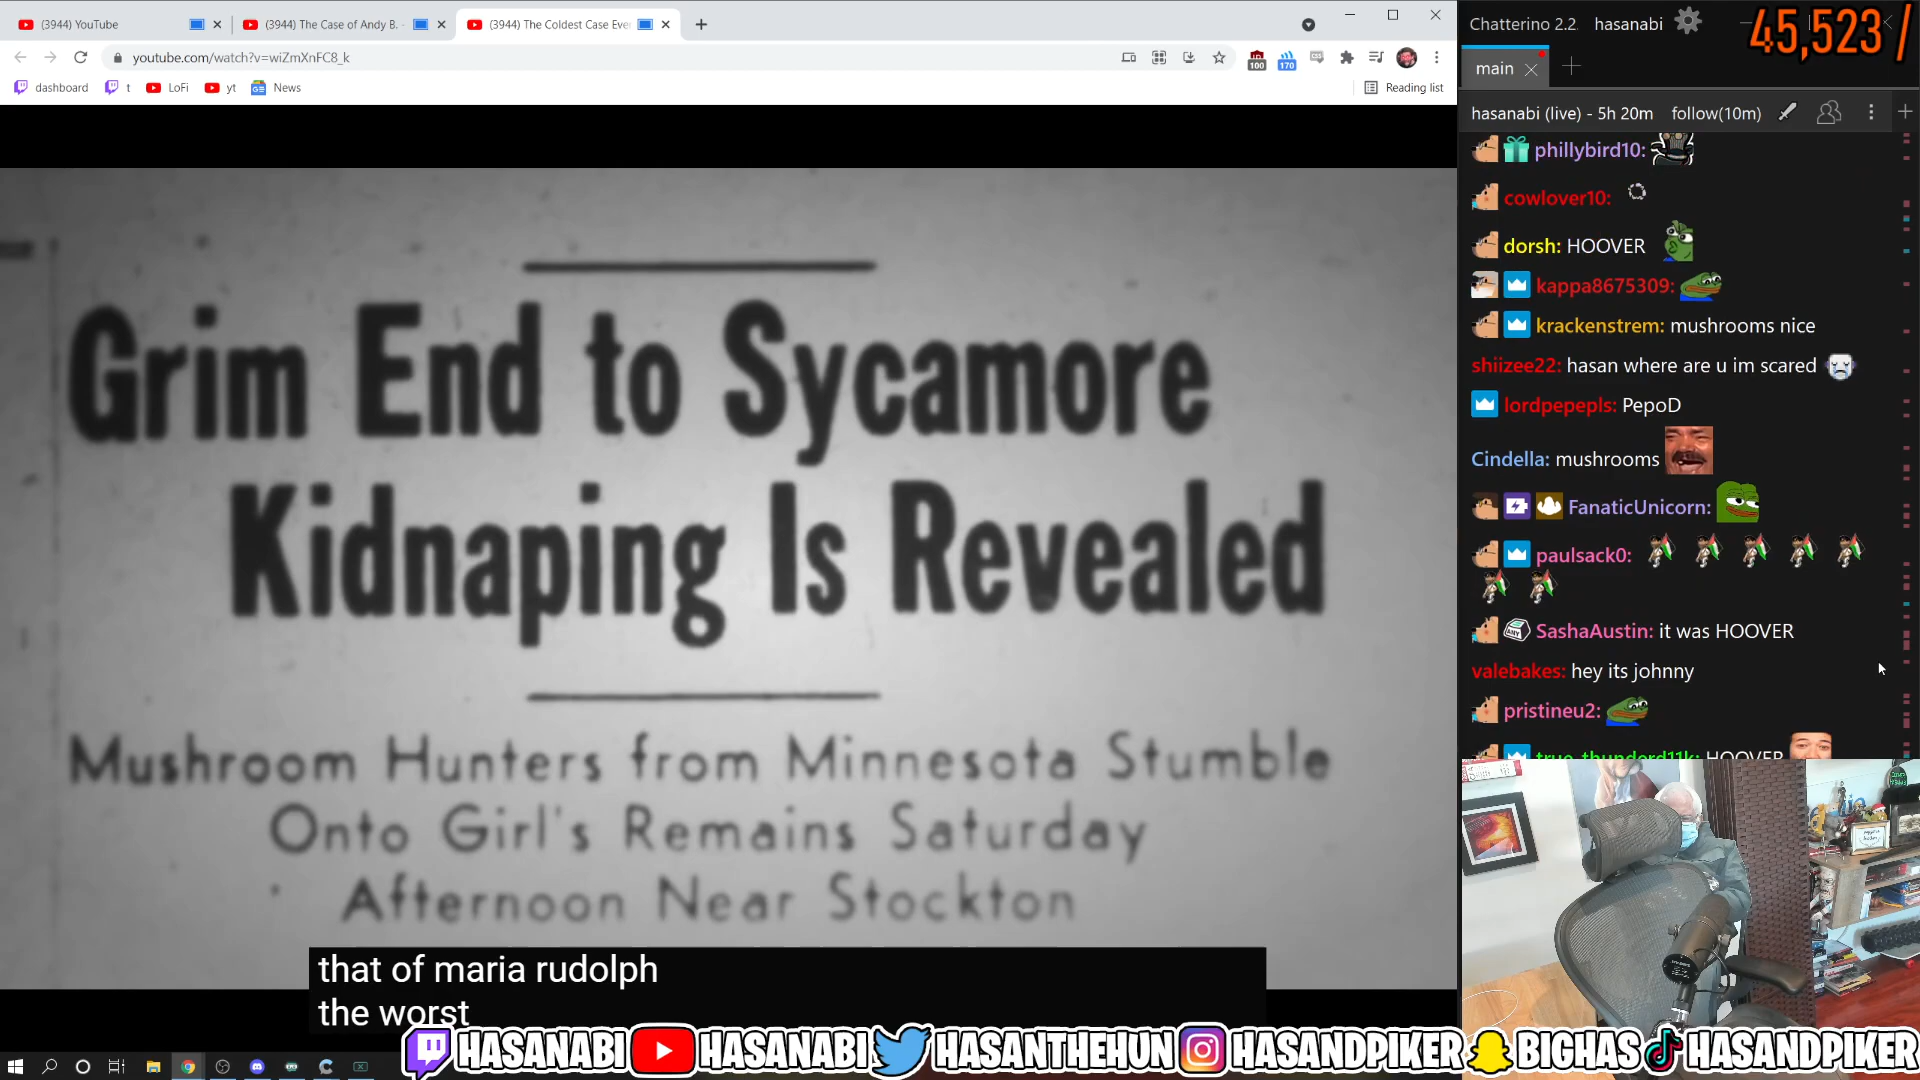 (3944) YouTube
(3944) The Case of Andy B. -
(3944) The Coldest Case Eve
youtube.com/watch?v=wiZmXnFC8_k
100
170
dashboard
t
LoFi
yt
News
Reading list
Grim End to Sycamore
Kidnaping Is Revealed
Mushroom Hunters from Minnesota Stumble
Onto Girl's Remains Saturday
Afternoon Near Stockton
that of maria rudolph
the worst
Chatterino 2.2
hasanabi
45,523 /
main
hasanabi (live) - 5h 20m
follow(10m)
phillybird10:
cowlover10:
dorsh: HOOVER
kappa8675309:
krackenstrem: mushrooms nice
shiizee22: hasan where are u im scared
lordpepepls: PepoD
Cindella: mushrooms
FanaticUnicorn:
paulsack0:
SashaAustin: it was HOOVER
valebakes: hey its johnny
pristineu2:
true_thunderd11k: HOOVER
HASANABI
HASANABI
HASANTHEHUN
HASANDPIKER
BIGHAS
HASANDPIKER